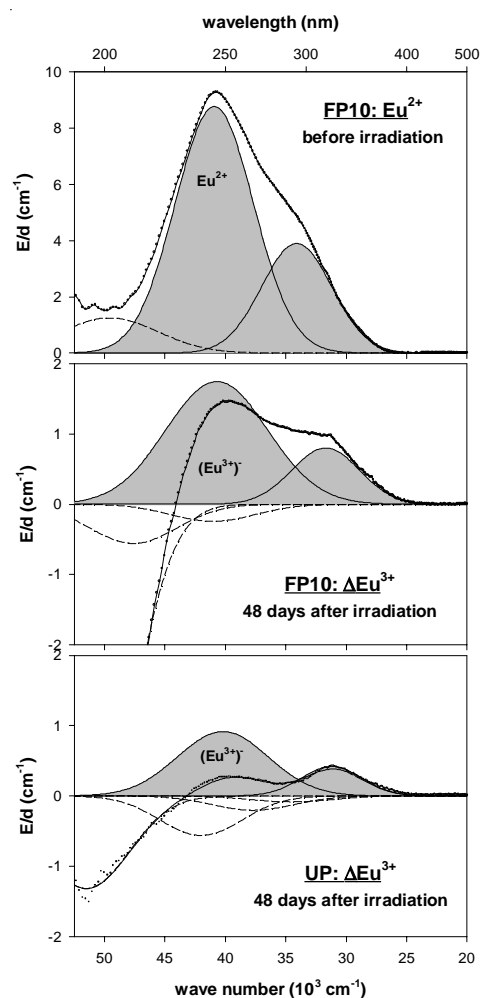 wavelength (nm)
200 250 300 400 500
10
8
6
4
2
0
E/d (cm⁻¹)
FP10: Eu²⁺
before irradiation
Eu²⁺
2
1
0
-1
-2
E/d (cm⁻¹)
(Eu³⁺)⁻
FP10: ΔEu³⁺
48 days after irradiation
2
1
0
-1
-2
E/d (cm⁻¹)
(Eu³⁺)⁻
UP: ΔEu³⁺
48 days after irradiation
50 45 40 35 30 25 20
wave number (10³ cm⁻¹)